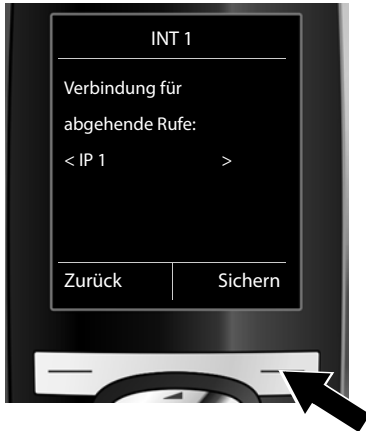 INT 1
Verbindung für
abgehende Rufe:
< IP 1 >
Zurück Sichern